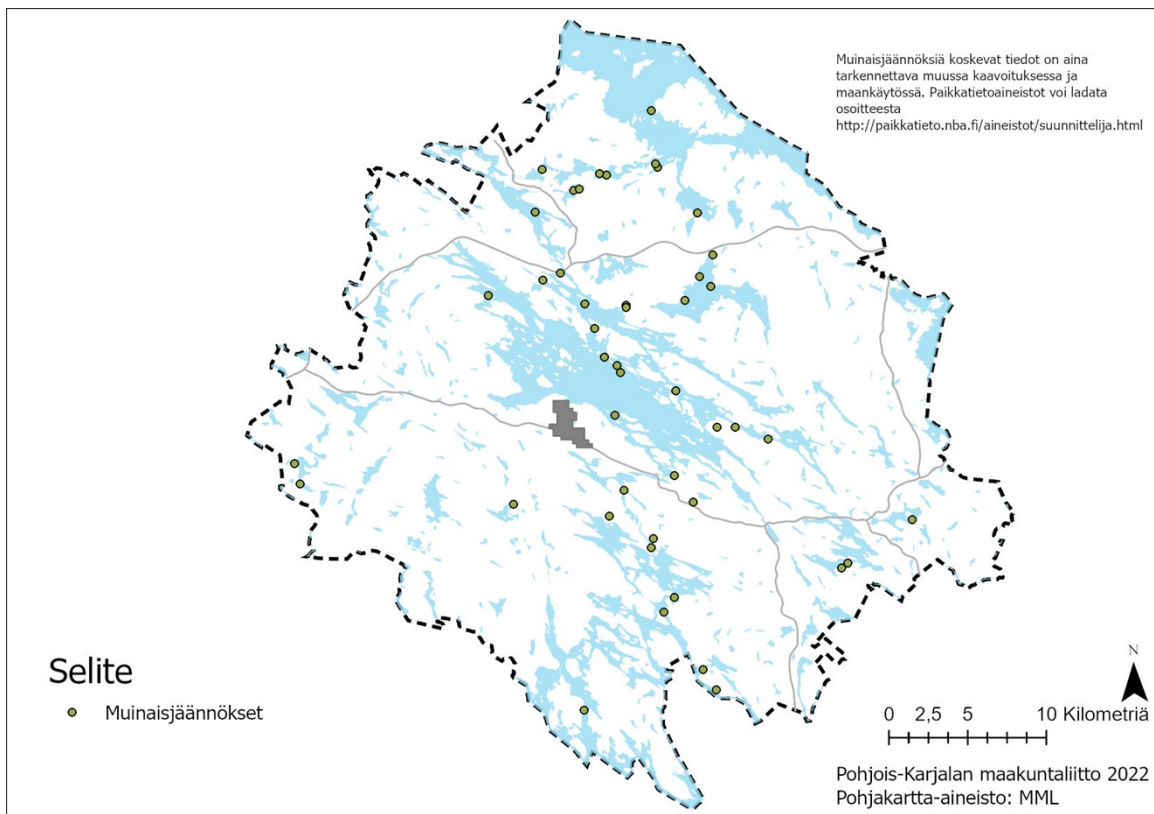 Muinaisjäännöksiä koskevat tiedot on aina
tarkennettava muussa kaavoituksessa ja
maankäytössä. Paikkatietoaineistot voi ladata
osoitteesta
http://paikkatieto.nba.fi/aineistot/suunnittelija.html
Selite
Muinaisjäännökset
N
0 2,5 5 10 Kilometriä
Pohjois-Karjalan maakuntaliitto 2022
Pohjakartta-aineisto: MML